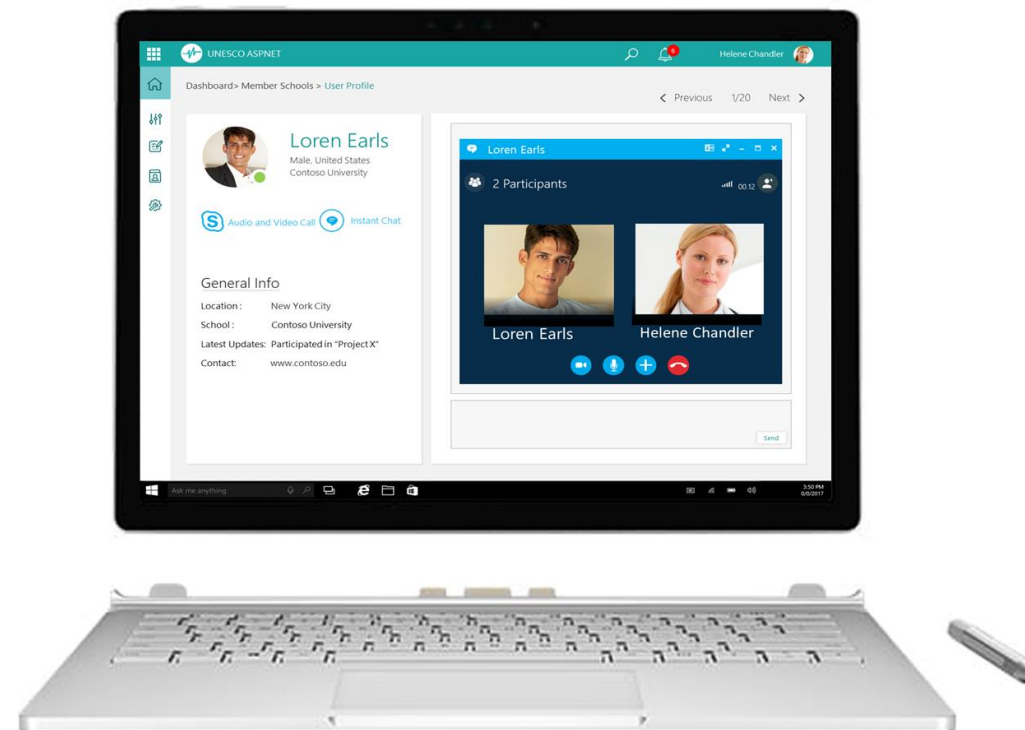 UNESCO ASPNET
6
Helene Chandler
Dashboard> Member Schools > User Profile
Previous 1/20 Next
Loren Earls
Male, United States
Contoso University
Audio and Video Call
Instant Chat
General Info
Location : New York City
School : Contoso University
Latest Updates: Participated in "Project X"
Contact: www.contoso.edu
Loren Earls
2 Participants
00.12
Loren Earls
Helene Chandler
Send
Ask me anything
3:50 PM